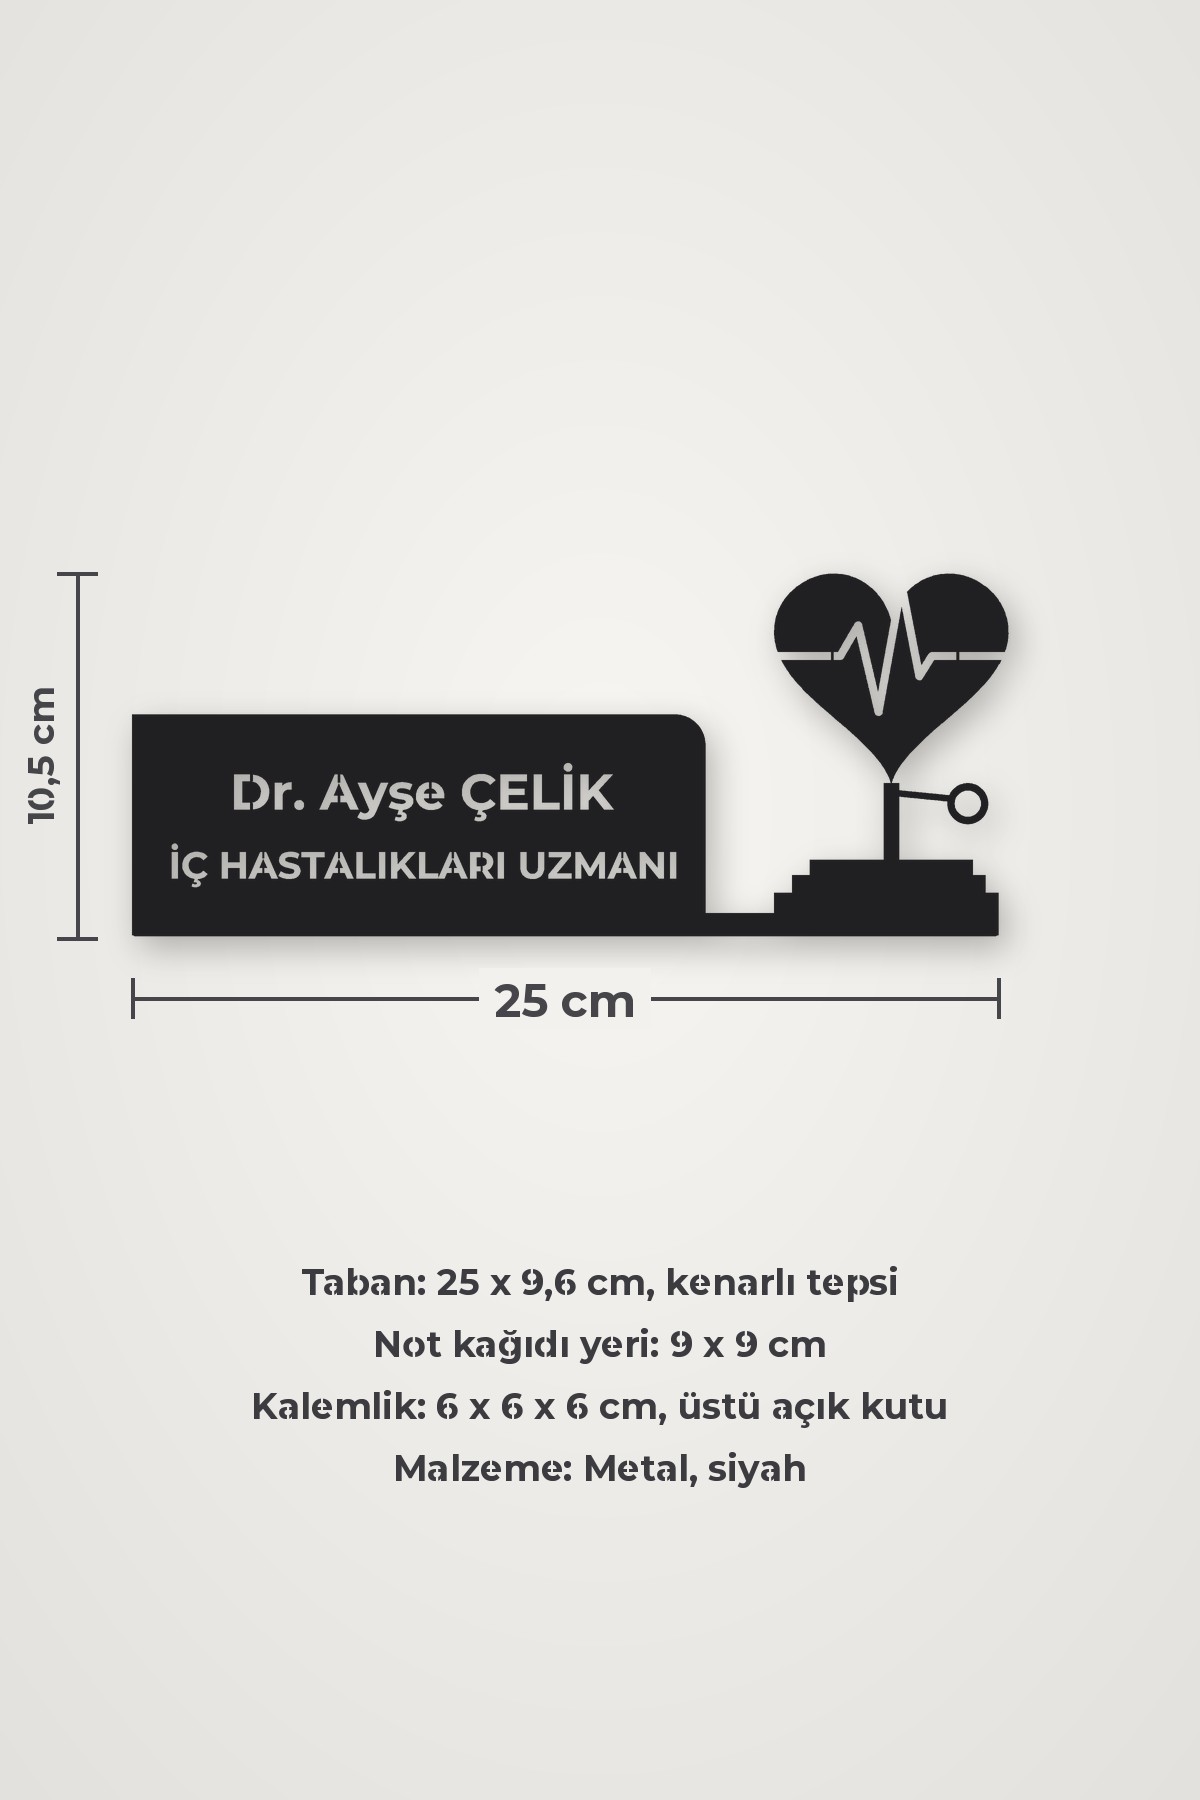 10,5 cm
Dr. Ayşe ÇELİK
İÇ HASTALIKLARI UZMANI
25 cm
Taban: 25 x 9,6 cm, kenarlı tepsi
Not kağıdı yeri: 9 x 9 cm
Kalemlik: 6 x 6 x 6 cm, üstü açık kutu
Malzeme: Metal, siyah